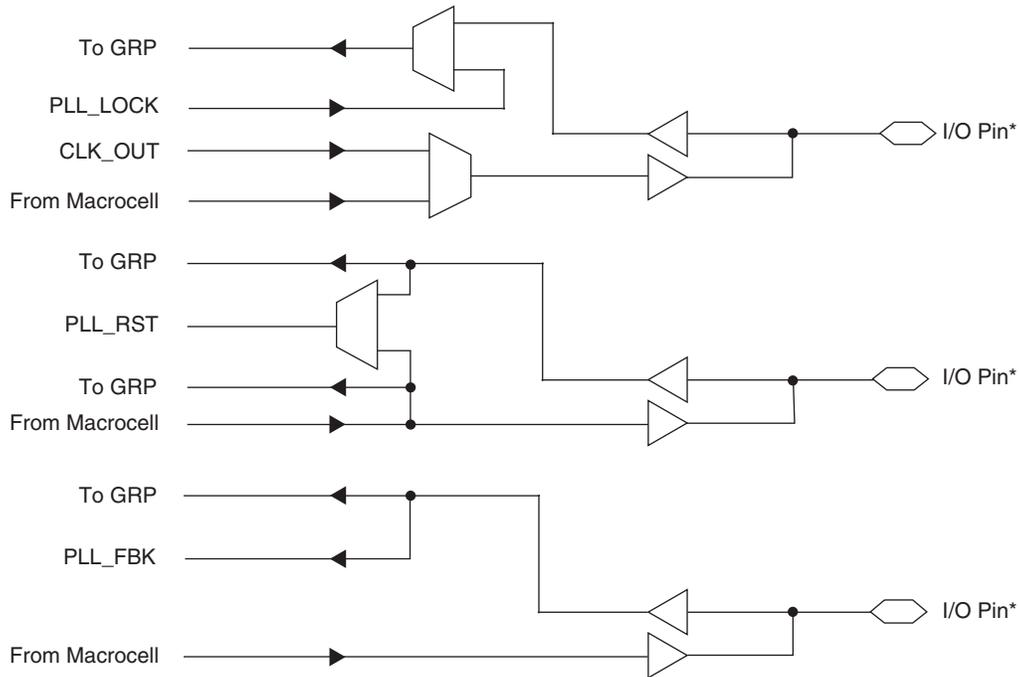 To GRP
PLL_LOCK
CLK_OUT
From Macrocell
I/O Pin*
To GRP
PLL_RST
To GRP
From Macrocell
I/O Pin*
To GRP
PLL_FBK
From Macrocell
I/O Pin*